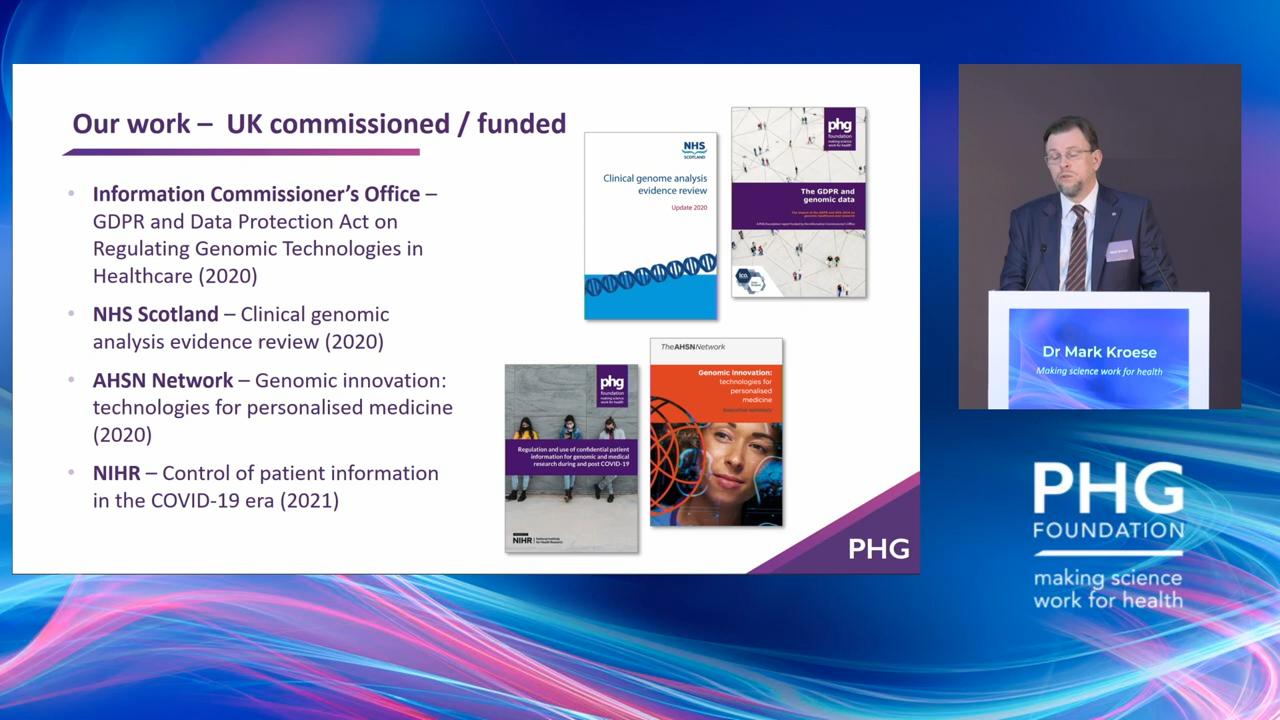 Our work – UK commissioned / funded
• Information Commissioner's Office –
GDPR and Data Protection Act on
Regulating Genomic Technologies in
Healthcare (2020)
• NHS Scotland – Clinical genomic
analysis evidence review (2020)
• AHSN Network – Genomic innovation:
technologies for personalised medicine
(2020)
• NIHR – Control of patient information
in the COVID-19 era (2021)
NHS
SCOTLAND
Clinical genome analysis
evidence review
Update 2020
phg
foundation
making science
work for health
The GDPR and
genomic data
ico.
phg
foundation
making science
work for health
Regulation and use of confidential patient
information for genomic and medical
research during and post COVID-19
NIHR | National Institute
for Health Research
TheAHSNNetwork
Genomic innovation:
technologies for
personalised
medicine
Executive summary
PHG
Dr Mark Kroese
Making science work for health
PHG
FOUNDATION
making science
work for health